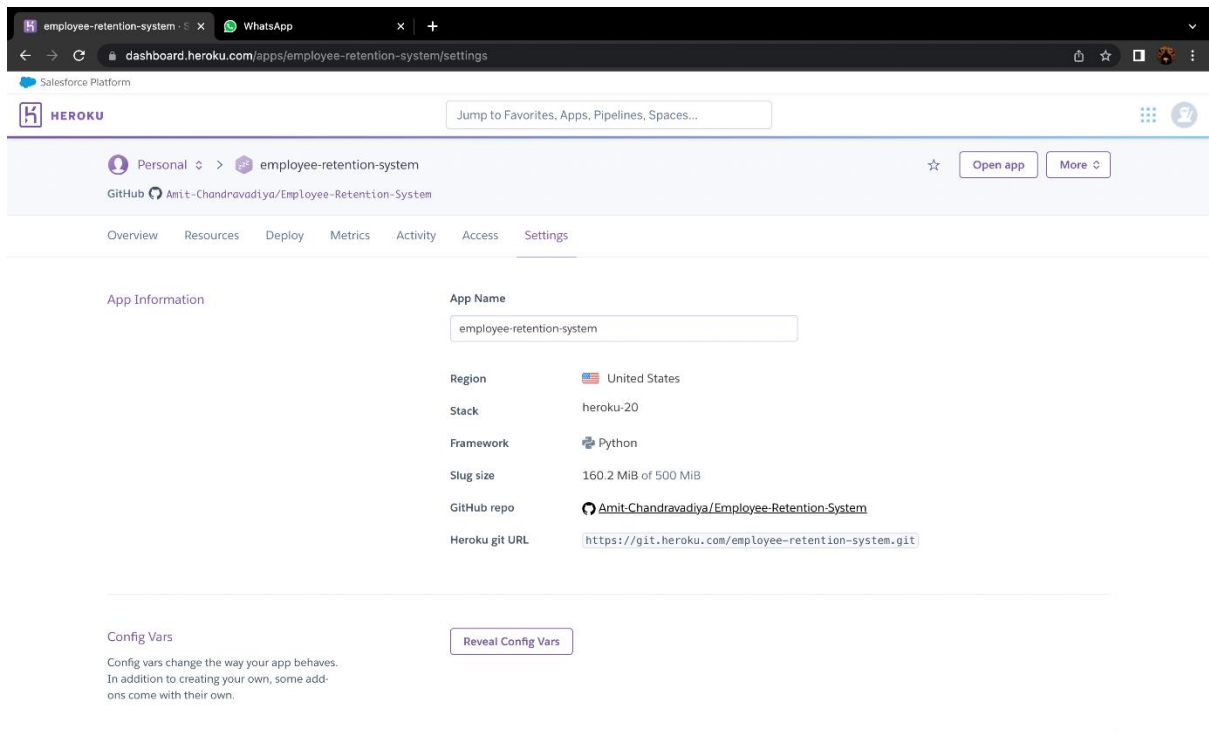 employee-retention-system · S
WhatsApp
dashboard.heroku.com/apps/employee-retention-system/settings
Salesforce Platform
HEROKU
Jump to Favorites, Apps, Pipelines, Spaces...
Personal > employee-retention-system
Open app
More
GitHub Amit-Chandravadiya/Employee-Retention-System
Overview Resources Deploy Metrics Activity Access Settings
App Information
App Name
employee-retention-system
Region United States
Stack heroku-20
Framework Python
Slug size 160.2 MiB of 500 MiB
GitHub repo Amit-Chandravadiya/Employee-Retention-System
Heroku git URL https://git.heroku.com/employee-retention-system.git
Config Vars
Config vars change the way your app behaves.
In addition to creating your own, some add-
ons come with their own.
Reveal Config Vars